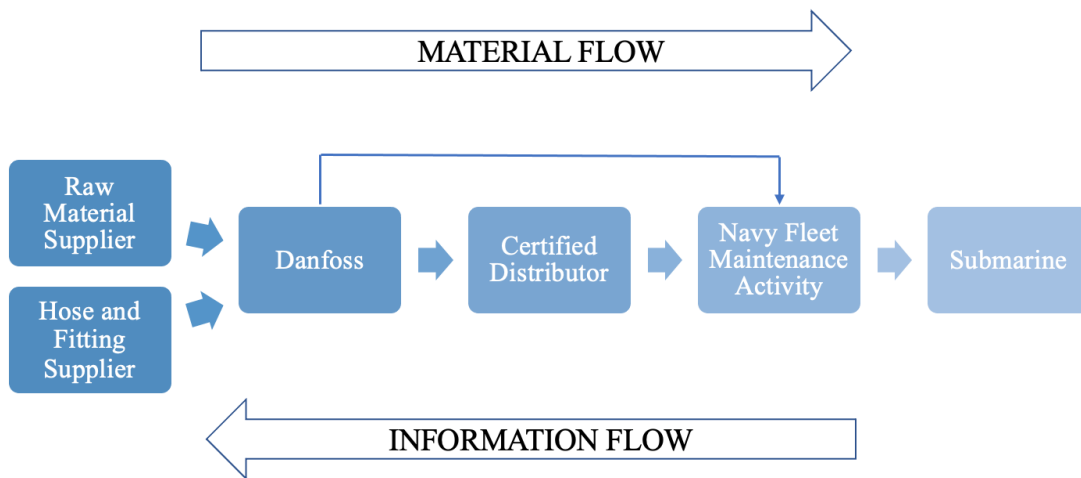 MATERIAL FLOW
Raw
Material
Supplier
Hose and
Fitting
Supplier
Danfoss
Certified
Distributor
Navy Fleet
Maintenance
Activity
Submarine
INFORMATION FLOW